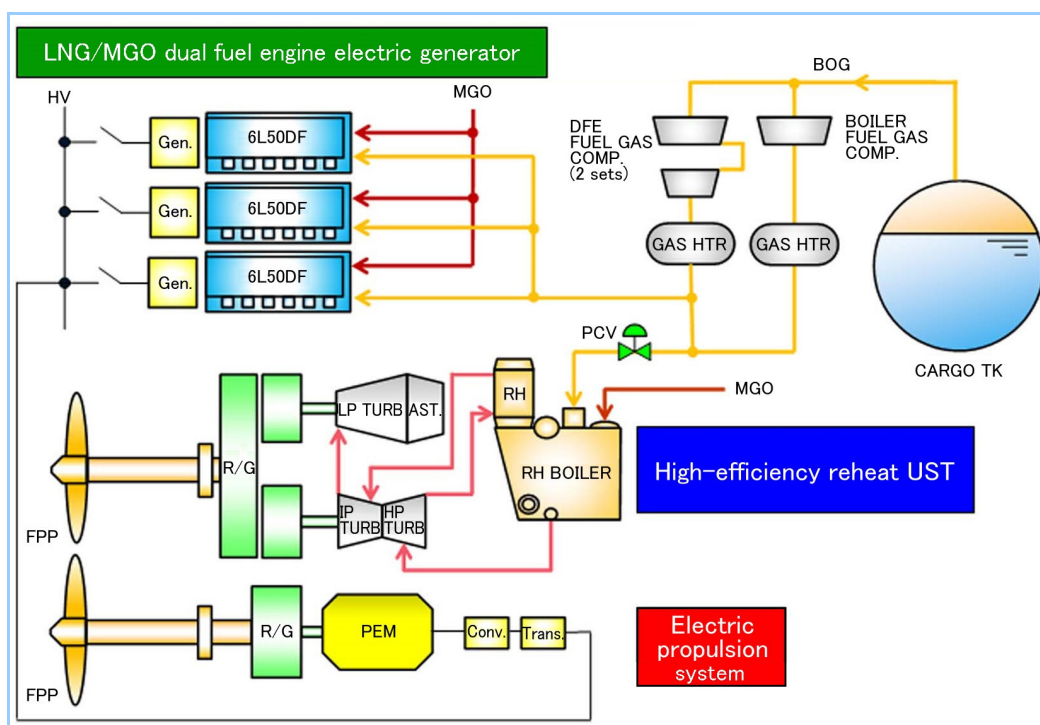 LNG/MGO dual fuel engine electric generator
HV
MGO
BOG
Gen.
6L50DF
DFE
FUEL GAS
COMP.
(2 sets)
BOILER
FUEL GAS
COMP.
Gen.
6L50DF
GAS HTR
GAS HTR
Gen.
6L50DF
PCV
CARGO TK
RH
MGO
LP TURB
AST.
R/G
RH BOILER
High-efficiency reheat UST
IP
TURB
HP
TURB
FPP
R/G
PEM
Conv.
Trans.
Electric
propulsion
system
FPP